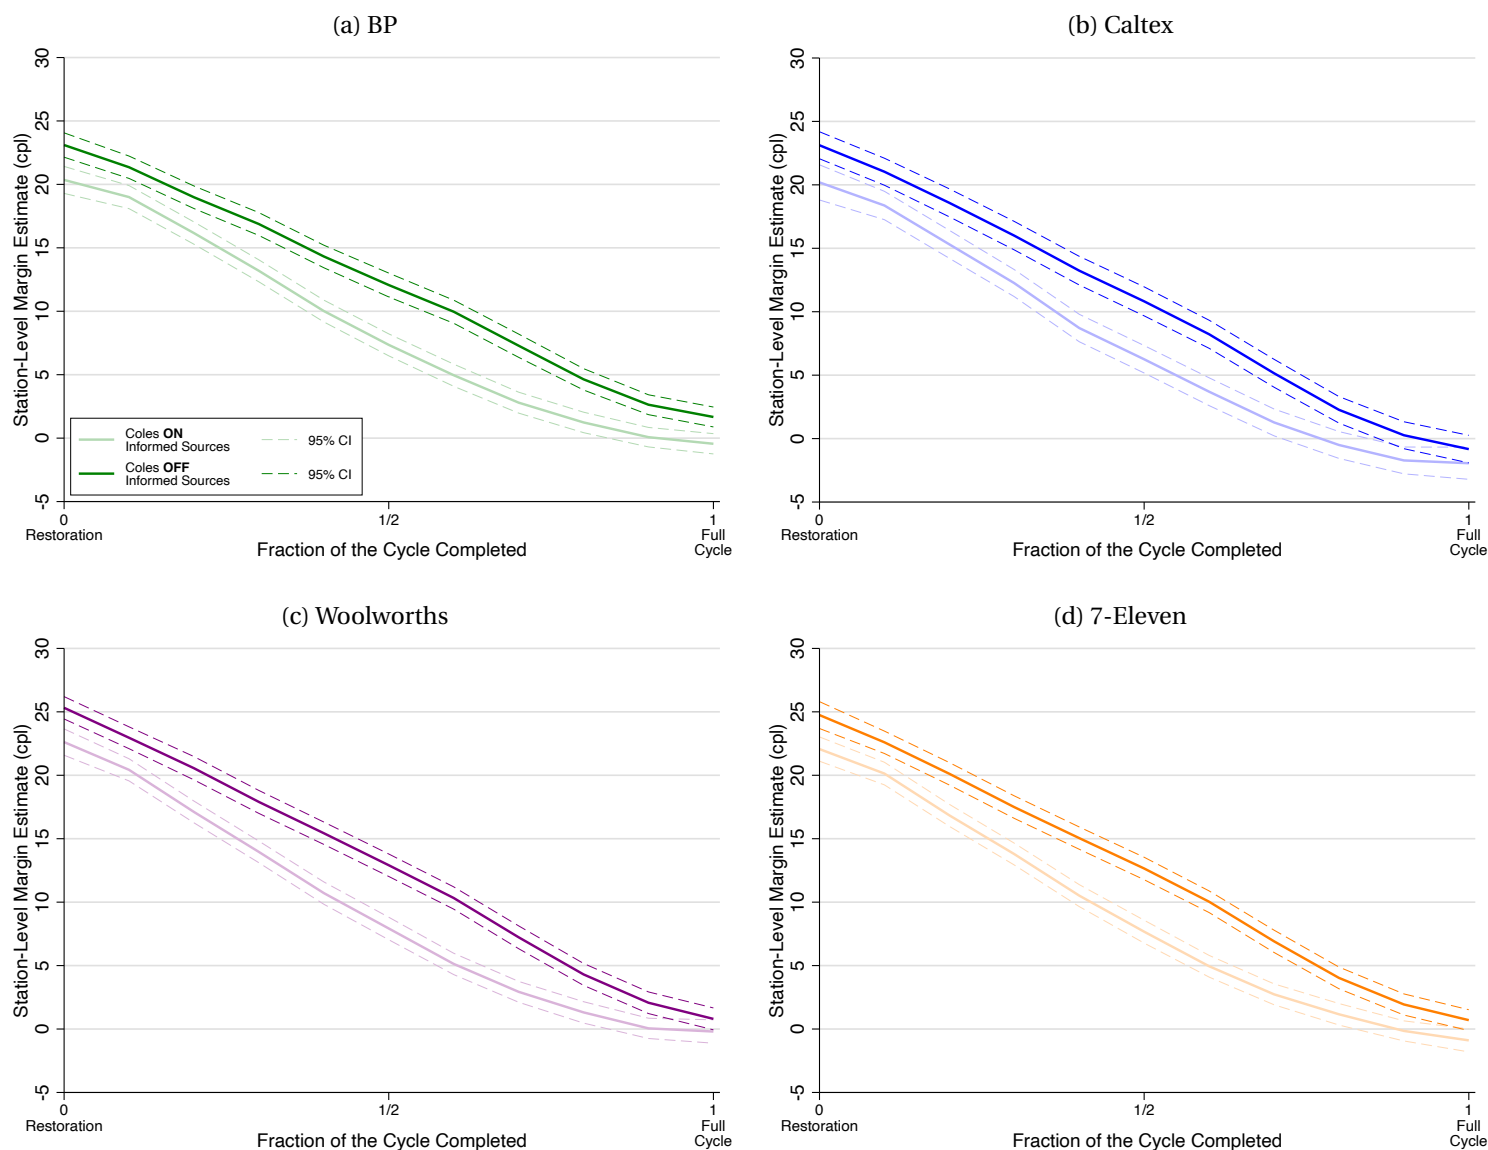 (a) BP
Station-Level Margin Estimate (cpl)
30
25
20
15
10
5
0
-5
Coles ON
Informed Sources
95% CI
Coles OFF
Informed Sources
95% CI
0
Restoration
1/2
1
Full
Cycle
Fraction of the Cycle Completed
(b) Caltex
Station-Level Margin Estimate (cpl)
30
25
20
15
10
5
0
-5
0
Restoration
1/2
1
Full
Cycle
Fraction of the Cycle Completed
(c) Woolworths
Station-Level Margin Estimate (cpl)
30
25
20
15
10
5
0
-5
0
Restoration
1/2
1
Full
Cycle
Fraction of the Cycle Completed
(d) 7-Eleven
Station-Level Margin Estimate (cpl)
30
25
20
15
10
5
0
-5
0
Restoration
1/2
1
Full
Cycle
Fraction of the Cycle Completed